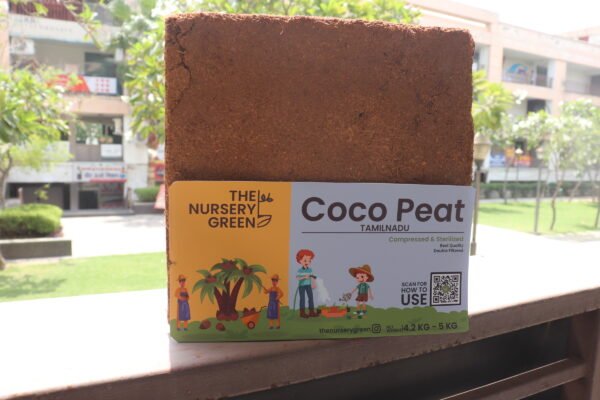 THE
NURSERY
GREEN
Coco Peat
TAMILNADU
Compressed & Sterilized
Best Quality
Double Filtered
SCAN FOR
HOW TO
USE
thenurserygreen
4.2 KG - 5 KG